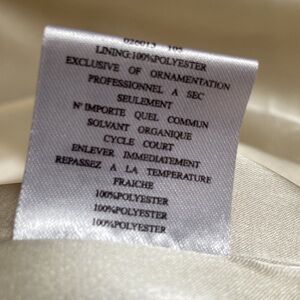 LINING:100%POLYESTER
EXCLUSIVE OF ORNAMENTATION
PROFESSIONNEL A SEC
SEULEMENT
N'IMPORTE QUEL COMMUN
SOLVANT ORGANIQUE
CYCLE COURT
ENLEVER IMMEDIATEMENT
REPASSEZ A LA TEMPERATURE
FRAICHE
100%POLYESTER
100%POLYESTER
100%POLYESTER